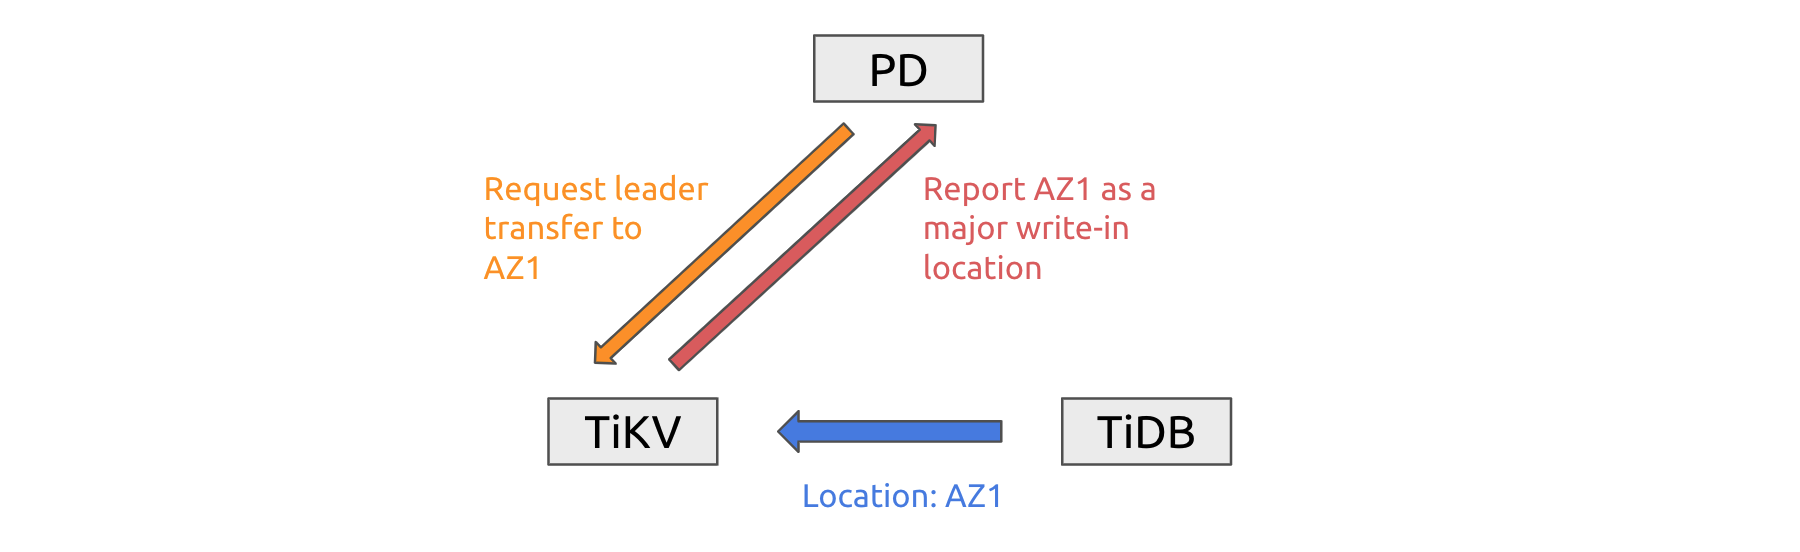 PD
Request leader
transfer to
AZ1
Report AZ1 as a
major write-in
location
TiKV
TiDB
Location: AZ1